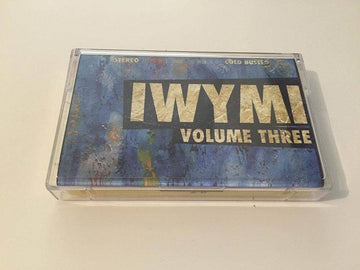 STEREO COLD BUSTED
IWYMI
VOLUME THREE